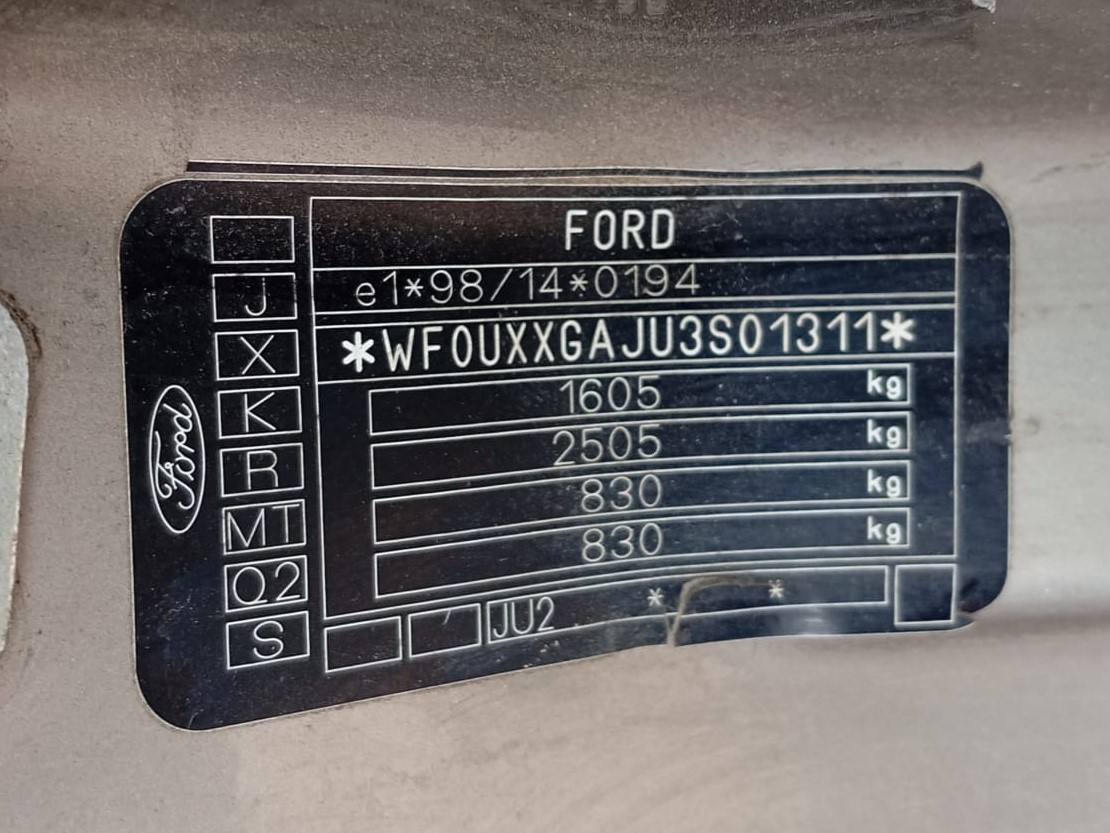 FORD
e1*98/14*0194
*WF0UXXGAJU3S01311*
1605 kg
2505 kg
830 kg
830 kg
JU2 * *
J
X
K
R
MT
Q2
S
Ford